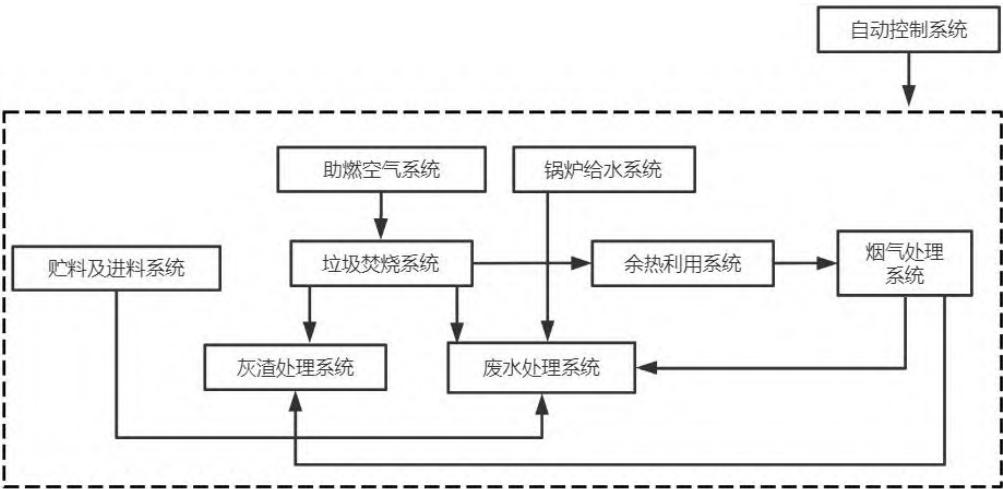 自动控制系统
助燃空气系统
锅炉给水系统
贮料及进料系统
垃圾焚烧系统
余热利用系统
烟气处理
系统
灰渣处理系统
废水处理系统